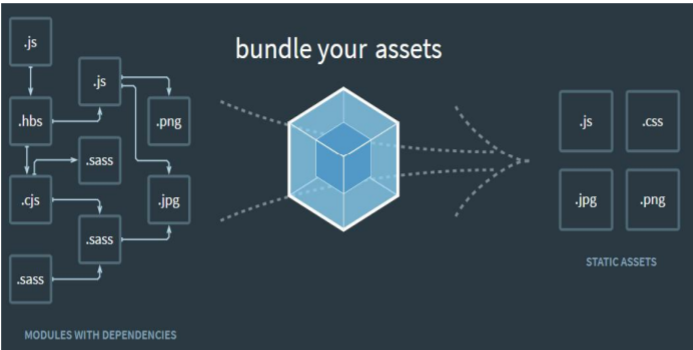 bundle your assets
.js
.js
.hbs
.png
.sass
.cjs
.jpg
.sass
.sass
MODULES WITH DEPENDENCIES
.js
.css
.jpg
.png
STATIC ASSETS